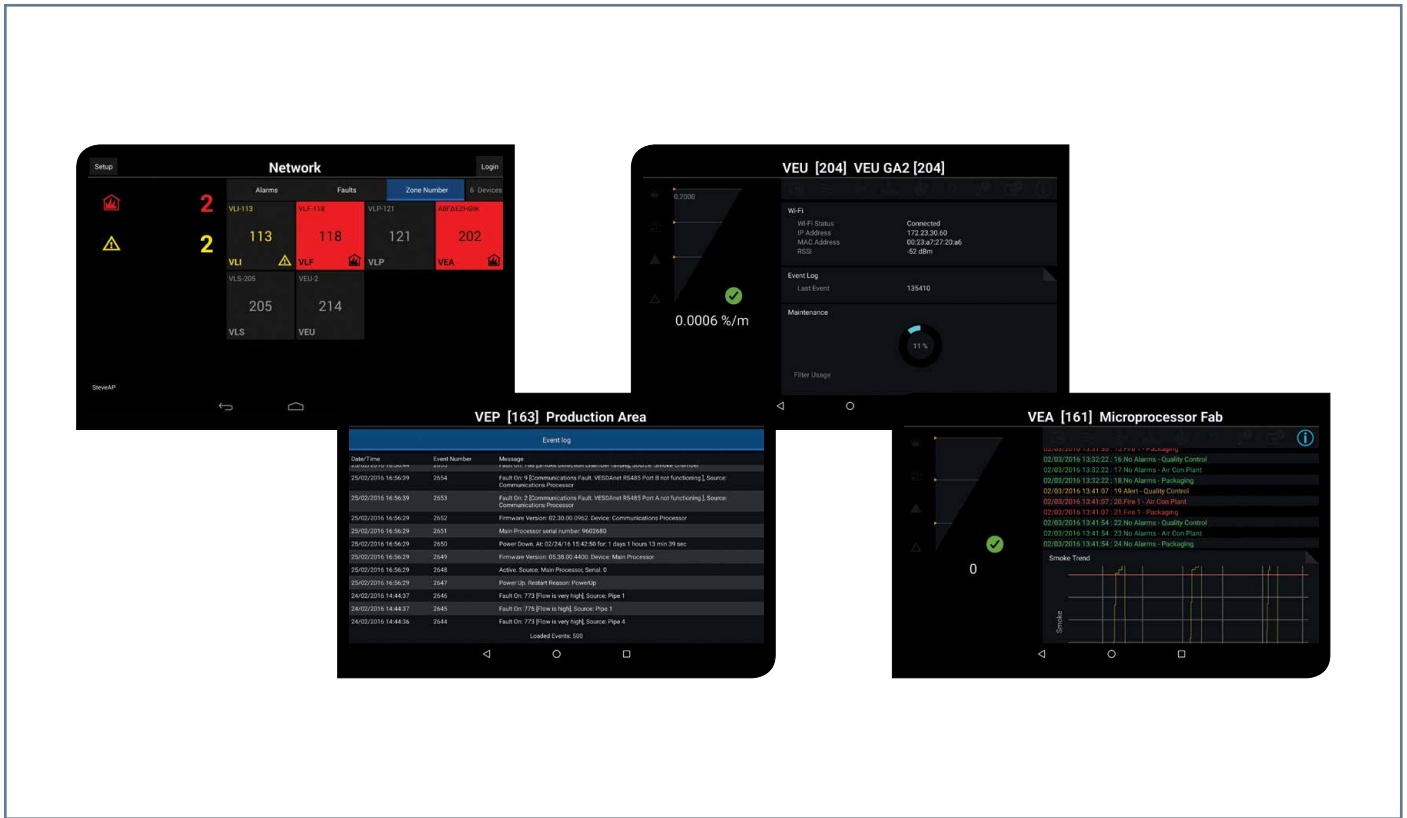 Setup
Network
Login
Alarms
Faults
Zone Number
6 Devices
2
2
VLI-113
113
VLI
VLF-118
118
VLF
VLP-121
121
VLP
ΑΒΓΔΕΖΗΘΙΚ
202
VEA
VLS-205
205
VLS
VEU-2
214
VEU
SteveAP
VEU [204] VEU GA2 [204]
0.2000
0.0006 %/m
Wi-Fi
Wi-Fi Status Connected
IP Address 172.23.30.60
MAC Address 00:23:a7:27:20:a6
RSSI -52 dBm
Event Log
Last Event 135410
Maintenance
11 %
Filter Usage
VEP [163] Production Area
Event log
Date/Time Event Number Message
25/02/2016 16:56:39 2654 Fault On: 9 [Communications Fault. VESDAnet RS485 Port B not functioning.], Source:
Communications Processor
25/02/2016 16:56:39 2653 Fault On: 2 [Communications Fault. VESDAnet RS485 Port A not functioning.], Source:
Communications Processor
25/02/2016 16:56:29 2652 Firmware Version: 02.30.00.0962. Device: Communications Processor
25/02/2016 16:56:29 2651 Main Processor serial number: 9602680
25/02/2016 16:56:29 2650 Power Down. At: 02/24/16 15:42:50 for: 1 days 1 hours 13 min 39 sec
25/02/2016 16:56:29 2649 Firmware Version: 05.38.00.4400. Device: Main Processor
25/02/2016 16:56:29 2648 Active. Source: Main Processor, Serial: 0
25/02/2016 16:56:29 2647 Power Up. Restart Reason: PowerUp
24/02/2016 14:44:37 2646 Fault On: 773 [Flow is very high], Source: Pipe 1
24/02/2016 14:44:37 2645 Fault On: 775 [Flow is high], Source: Pipe 1
24/02/2016 14:44:36 2644 Fault On: 773 [Flow is very high], Source: Pipe 4
Loaded Events: 500
VEA [161] Microprocessor Fab
0
02/03/2016 13:32:22 : 16.No Alarms - Quality Control
02/03/2016 13:32:22 : 17.No Alarms - Air Con Plant
02/03/2016 13:32:22 : 18.No Alarms - Packaging
02/03/2016 13:41:07 : 19.Alert - Quality Control
02/03/2016 13:41:07 : 20.Fire 1 - Air Con Plant
02/03/2016 13:41:07 : 21.Fire 1 - Packaging
02/03/2016 13:41:54 : 22.No Alarms - Quality Control
02/03/2016 13:41:54 : 23.No Alarms - Air Con Plant
02/03/2016 13:41:54 : 24.No Alarms - Packaging
Smoke Trend
Smoke